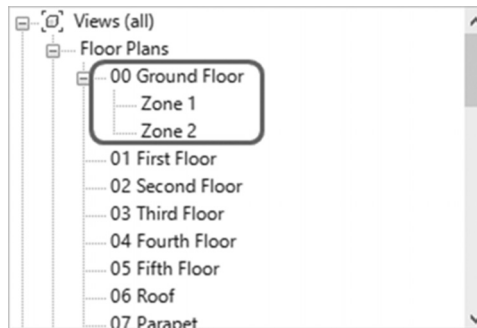 Views (all)
Floor Plans
00 Ground Floor
Zone 1
Zone 2
01 First Floor
02 Second Floor
03 Third Floor
04 Fourth Floor
05 Fifth Floor
06 Roof
07 Parapet